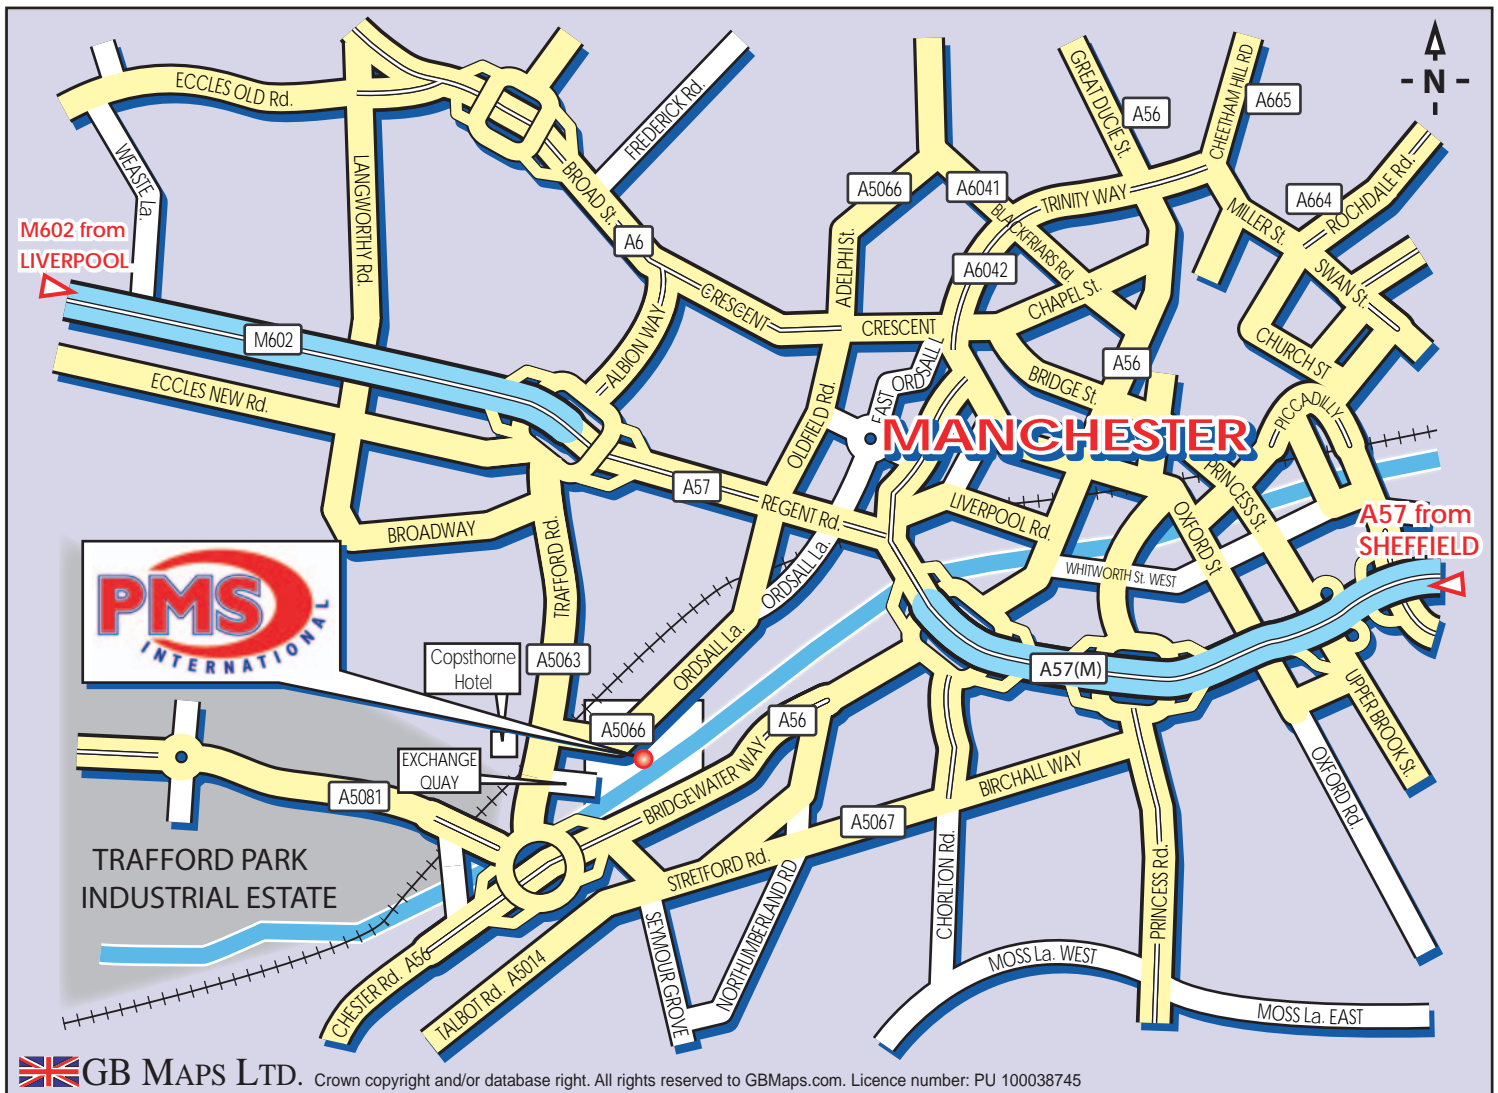 ECCLES OLD Rd.
WEASTE La.
LANGWORTHY Rd.
FREDERICK Rd.
BROAD St.
A6
GREAT DUCIE St.
A56
CHEETHAM HILL RD
A665
N
A5066
A6041
TRINITY WAY
A664
ROCHDALE Rd.
MILLER St.
BLACKFRIARS Rd.
A6042
SWAN St.
M602 from
LIVERPOOL
M602
ECCLES NEW Rd.
ALBION WAY
CRESCENT
ADELPHI St.
CRESCENT
CHAPEL St.
CHURCH ST
A56
BRIDGE St.
EAST ORDSALL L
PICCADILLY
OLDFIELD Rd.
MANCHESTER
A57
REGENT Rd.
LIVERPOOL Rd.
PRINCESS St.
OXFORD St
BROADWAY
TRAFFORD Rd.
A57 from
SHEFFIELD
WHITWORTH St. WEST
ORDSALL La.
PMS
INTERNATIONAL
Copsthorne
Hotel
A5063
ORDSALL La.
A57(M)
UPPER BROOK St.
A5066
A56
EXCHANGE
QUAY
BRIDGEWATER WAY
BIRCHALL WAY
OXFORD Rd.
A5081
A5067
TRAFFORD PARK
INDUSTRIAL ESTATE
STRETFORD Rd.
CHORLTON Rd.
PRINCESS Rd.
NORTHUMBERLAND RD
SEYMOUR GROVE
CHESTER Rd. A56
TALBOT Rd. A5014
MOSS La. WEST
MOSS La. EAST
GB MAPS LTD. Crown copyright and/or database right. All rights reserved to GBMaps.com. Licence number: PU 100038745